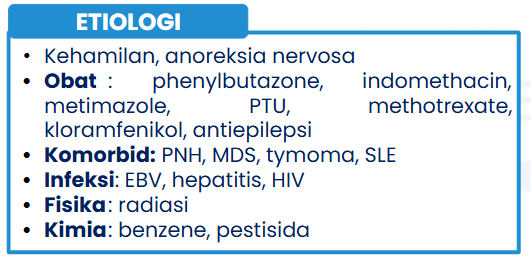 ETIOLOGI
• Kehamilan, anoreksia nervosa
• Obat : phenylbutazone, indomethacin,
metimazole, PTU, methotrexate,
kloramfenikol, antiepilepsi
• Komorbid: PNH, MDS, tymoma, SLE
• Infeksi: EBV, hepatitis, HIV
• Fisika: radiasi
• Kimia: benzene, pestisida